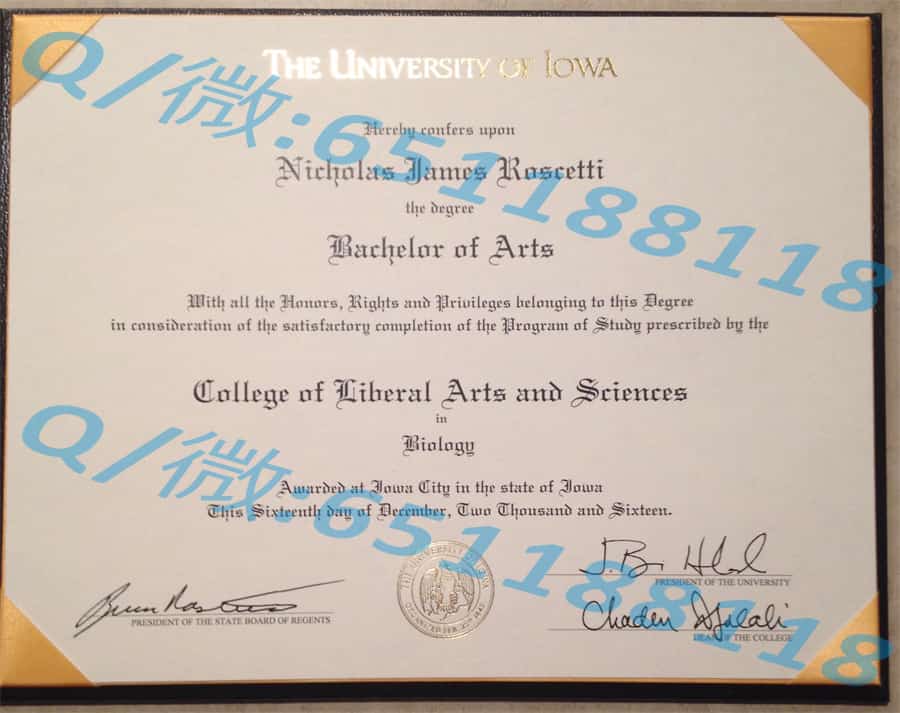 THE UNIVERSITY OF IOWA
Hereby confers upon
Nicholas James Roscetti
the degree
Bachelor of Arts
With all the Honors, Rights and Privileges belonging to this Degree
in consideration of the satisfactory completion of the Program of Study prescribed by the
College of Liberal Arts and Sciences
in
Biology
Awarded at Iowa City in the state of Iowa
This Sixteenth day of December, Two Thousand and Sixteen.
PRESIDENT OF THE UNIVERSITY
PRESIDENT OF THE STATE BOARD OF REGENTS
DEAN OF THE COLLEGE
THE UNIVERSITY OF IOWA
Q/微:651188118
Q/微:651188118